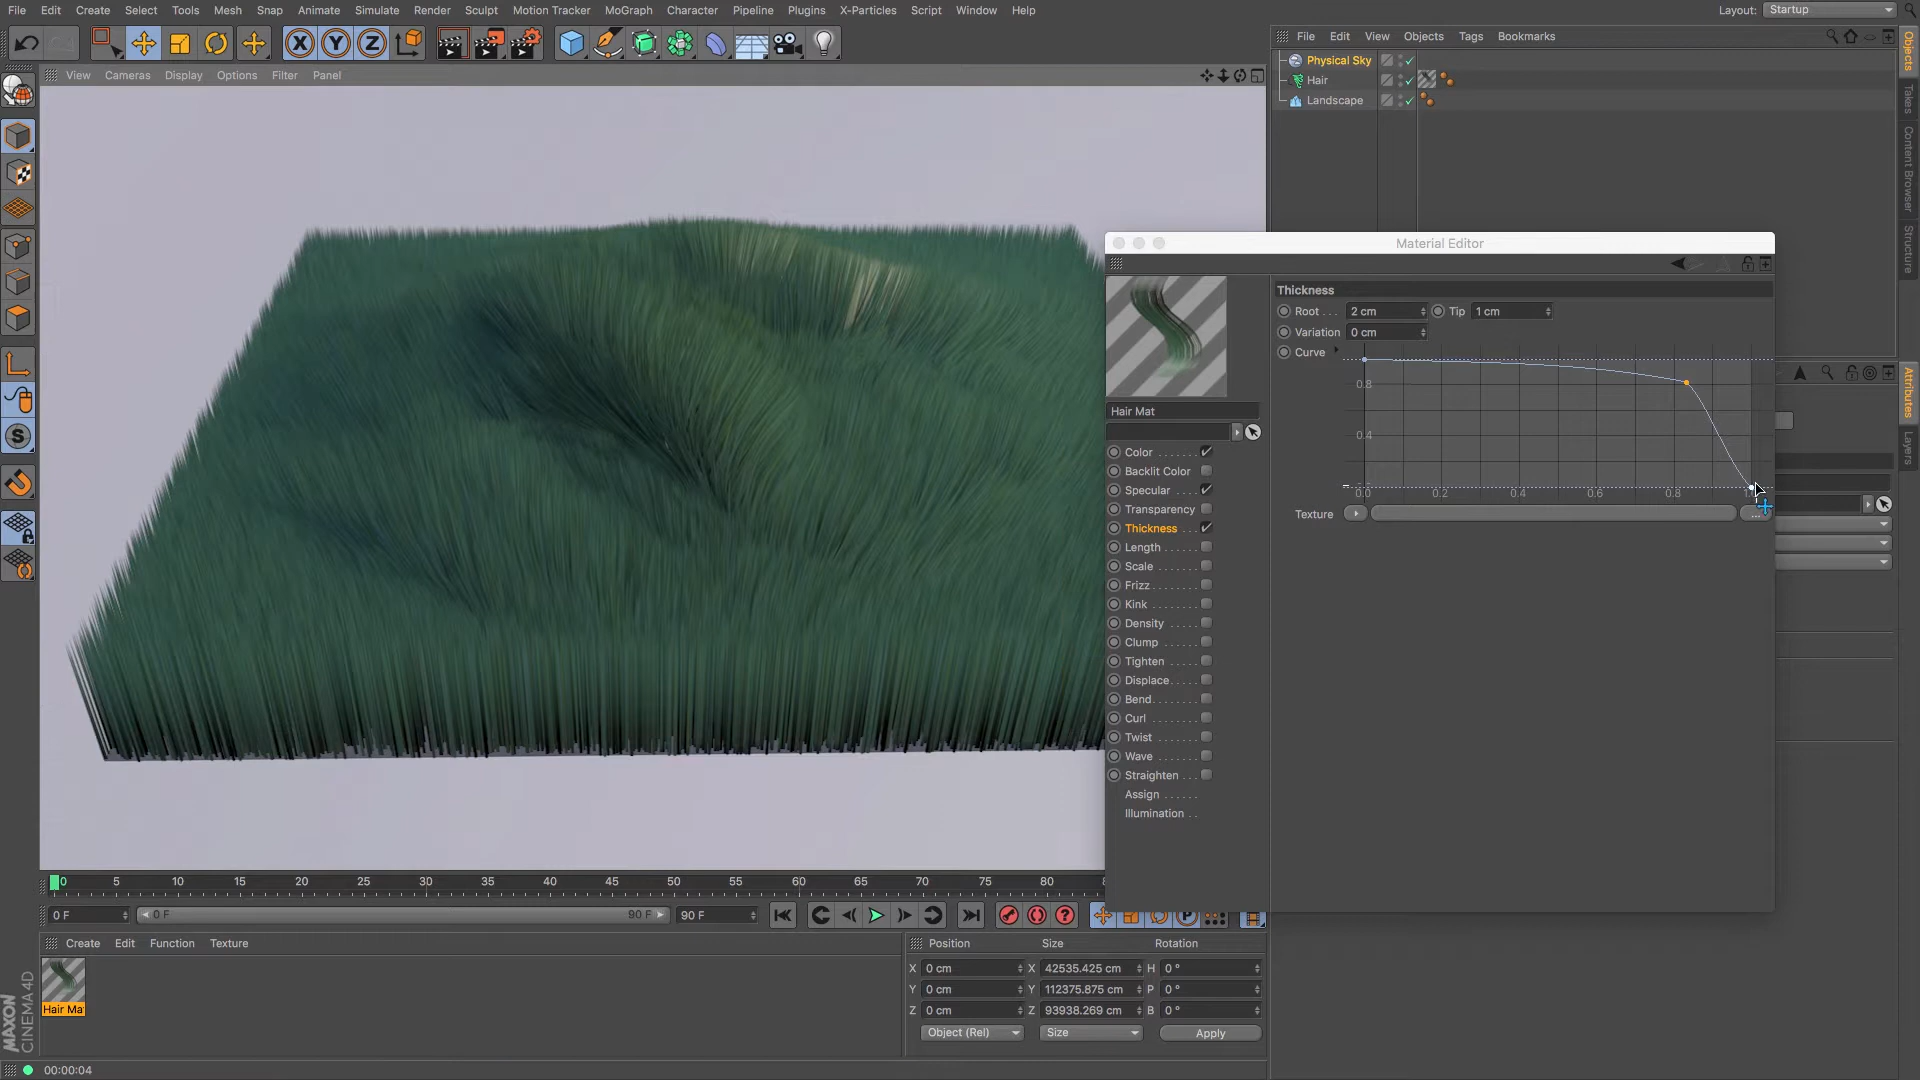 File Edit Create Select Tools Mesh Snap Animate Simulate Render Sculpt Motion Tracker MoGraph Character Pipeline Plugins X-Particles Script Window Help Layout: Startup
File Edit View Objects Tags Bookmarks
View Cameras Display Options Filter Panel
Physical Sky
Hair
Landscape
Objects
Takes
Content Browser
Structure
Attributes
Layers
Material Editor
Thickness
Root . . . 2 cm Tip 1 cm
Variation 0 cm
Curve
0.8
0.4
0.0 0.2 0.4 0.6 0.8
Texture ...
Hair Mat
Color
Backlit Color
Specular
Transparency
Thickness
Length
Scale
Frizz
Kink
Density
Clump
Tighten
Displace
Bend
Curl
Twist
Wave
Straighten
Assign
Illumination
0 5 10 15 20 25 30 35 40 45 50 55 60 65 70 75 80
0 F 0 F 90 F 90 F
Create Edit Function Texture
Hair Ma
Position Size Rotation
X 0 cm X 42535.425 cm H 0 °
Y 0 cm Y 112375.875 cm P 0 °
Z 0 cm Z 93938.269 cm B 0 °
Object (Rel) Size Apply
MAXON
CINEMA 4D
00:00:04